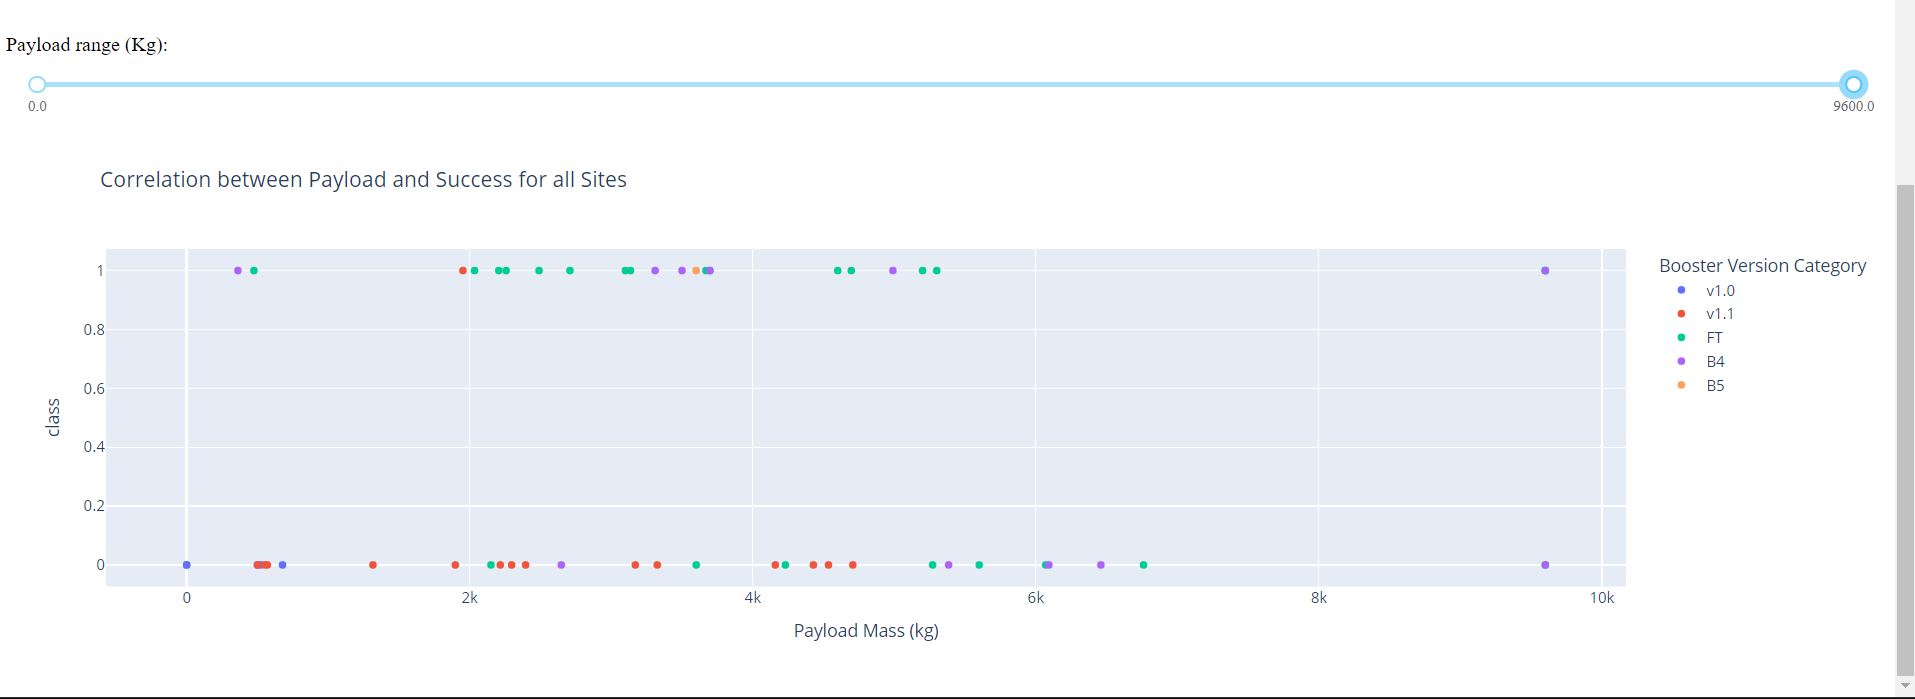 Payload range (Kg):
0.0
9600.0
Correlation between Payload and Success for all Sites
1
0.8
0.6
0.4
0.2
0
class
0 2k 4k 6k 8k 10k
Payload Mass (kg)
Booster Version Category
v1.0
v1.1
FT
B4
B5